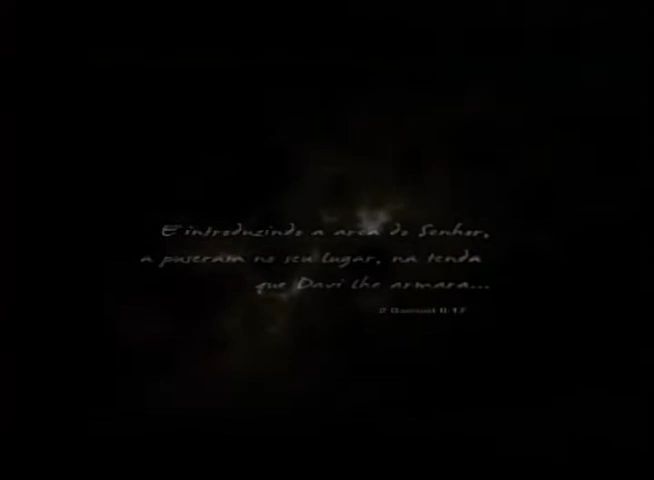 E introduzindo a arca do Senhor,
a puseram no seu lugar, na tenda
que Davi lhe armara...
2 Samuel 6:17